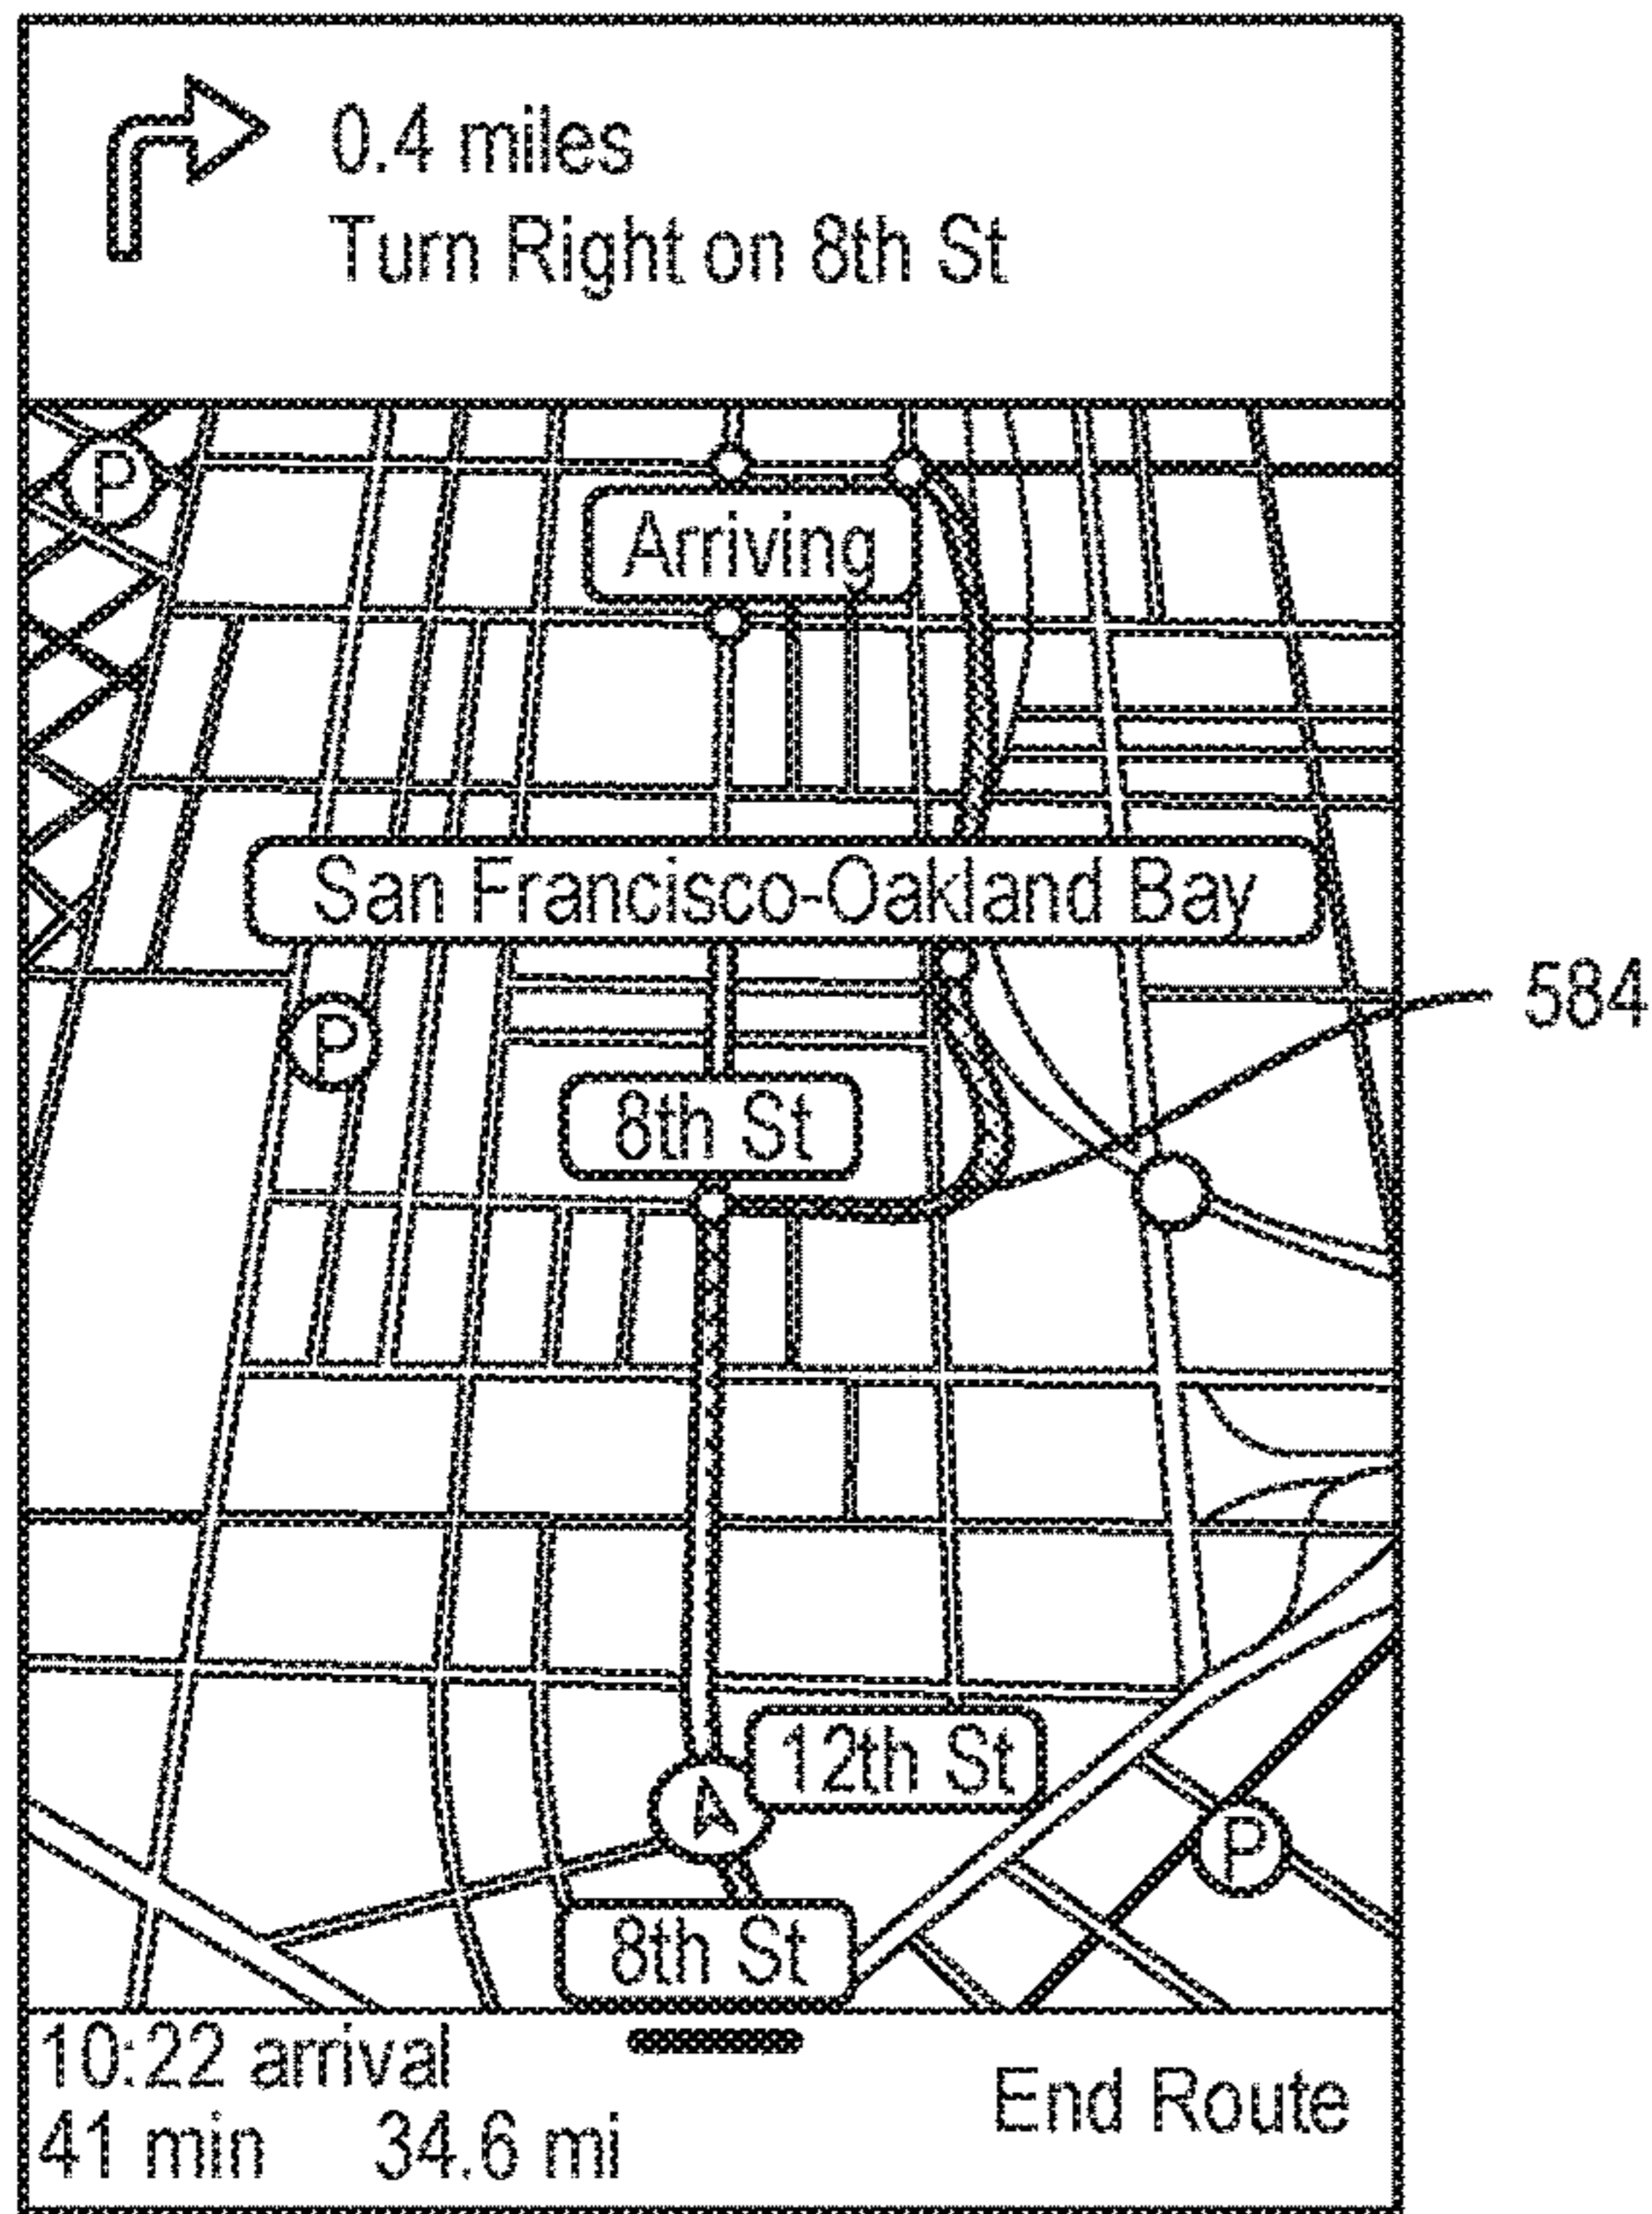 0.4 miles
Turn Right on 8th St
P
Arriving
San Francisco-Oakland Bay
584
P
8th St
12th St
P
8th St
10:22 arrival
41 min 34.6 mi
End Route